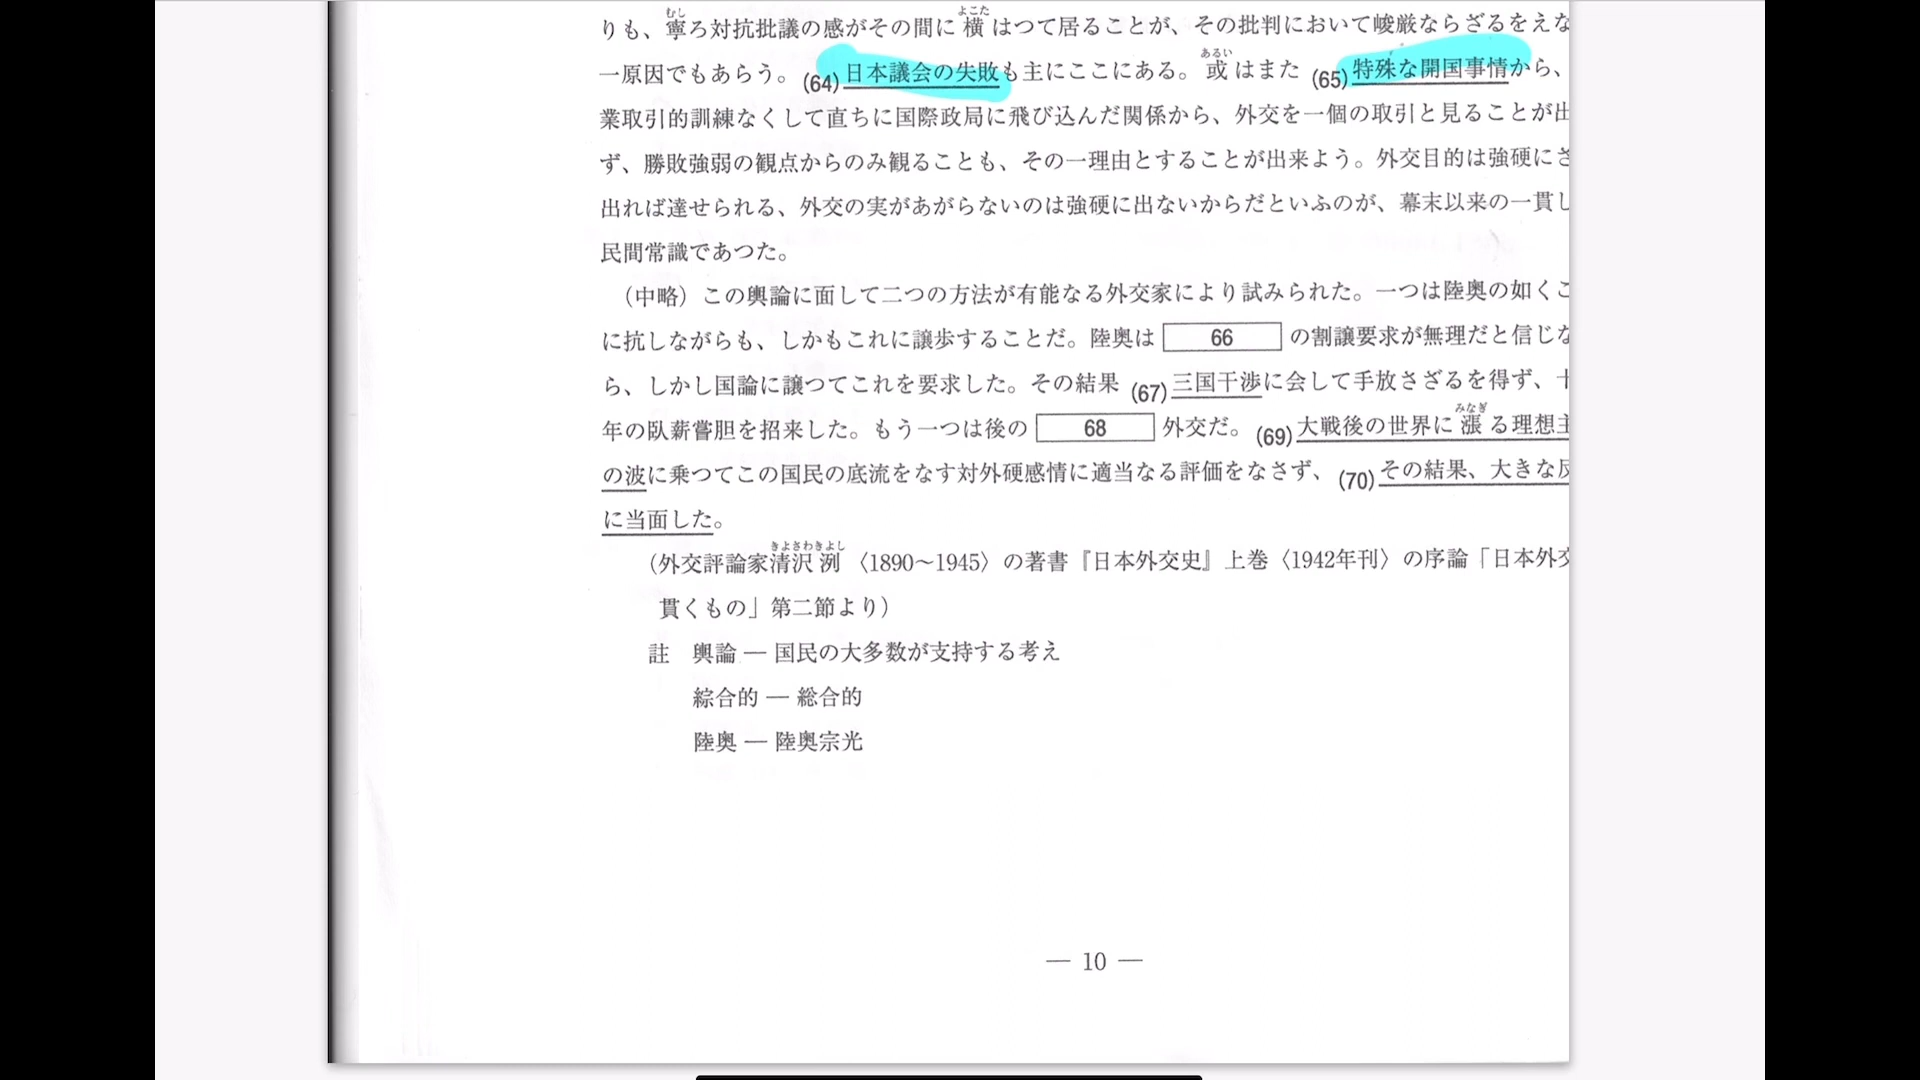 りも、寧ろ対抗批議の感がその間に横はつて居ることが、その批判において峻厳ならざるをえな
一原因でもあらう。(64)日本議会の失敗も主にここにある。或はまた(65)特殊な開国事情から、
業取引的訓練なくして直ちに国際政局に飛び込んだ関係から、外交を一個の取引と見ることが出
ず、勝敗強弱の観点からのみ観ることも、その一理由とすることが出来よう。外交目的は強硬にさ
出れば達せられる、外交の実があがらないのは強硬に出ないからだといふのが、幕末以来の一貫し
民間常識であつた。
(中略)この輿論に面して二つの方法が有能なる外交家により試みられた。一つは陸奥の如くこ
に抗しながらも、しかもこれに譲歩することだ。陸奥は 66 の割譲要求が無理だと信じな
ら、しかし国論に譲つてこれを要求した。その結果(67)三国干渉に会して手放さざるを得ず、十
年の臥薪嘗胆を招来した。もう一つは後の 68 外交だ。(69)大戦後の世界に漲る理想主
の波に乗つてこの国民の底流をなす対外硬感情に適当なる評価をなさず、(70)その結果、大きな反
に当面した。
(外交評論家清沢洌〈1890〜1945〉の著書『日本外交史』上巻〈1942年刊〉の序論「日本外交
貫くもの」第二節より)
註 輿論 ― 国民の大多数が支持する考え
綜合的 ― 総合的
陸奥 ― 陸奥宗光
― 10 ―